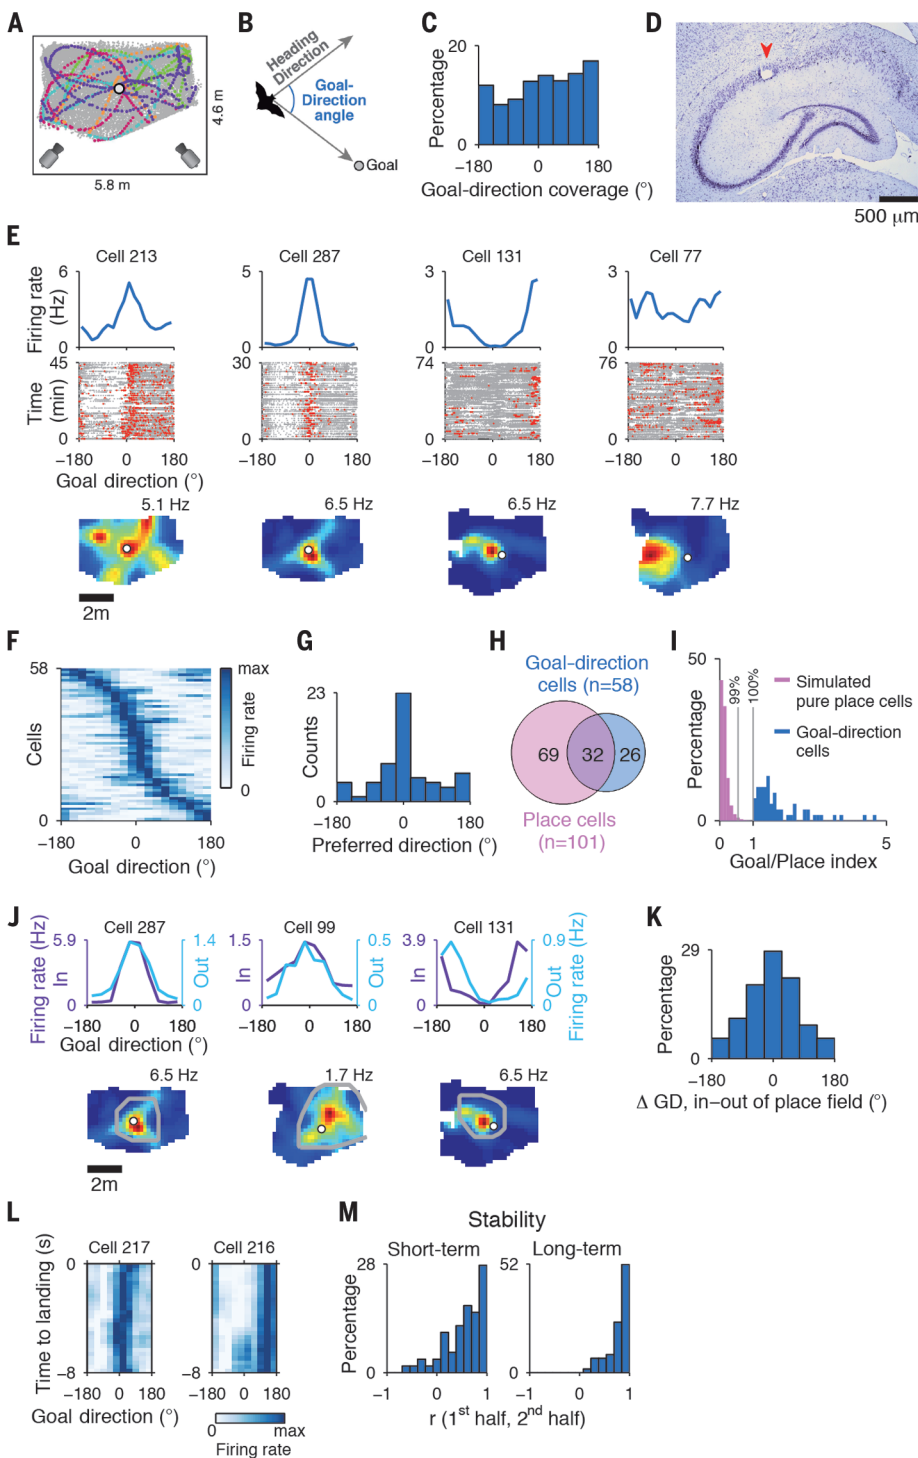 A
4.6 m
5.8 m
B
Heading
Direction
Goal-
Direction
angle
Goal
C
20
Percentage
0
−180 0 180
Goal-direction coverage (°)
D
500 μm
E
Cell 213 Cell 287 Cell 131 Cell 77
Firing rate
(Hz)
6 5 3 3
0 0 0 0
Time
(min)
45 30 74 76
0 0 0 0
−180 0 180 −180 0 180 −180 0 180 −180 0 180
Goal direction (°)
5.1 Hz 6.5 Hz 6.5 Hz 7.7 Hz
2m
F
58
Cells
0
−180 0 180
Goal direction (°)
max
Firing rate
0
G
23
Counts
0
−180 0 180
Preferred direction (°)
H
Goal-direction
cells (n=58)
69 32 26
Place cells
(n=101)
I
50
Percentage
0
99%
100%
Simulated
pure place cells
Goal-direction
cells
0 1 5
Goal/Place index
J
Cell 287 Cell 99 Cell 131
Firing rate (Hz)
In
5.9 1.4 1.5 0.5 3.9 0.9
0 0 0 0 0 0
Out
In
Out
In
Out
Firing rate (Hz)
−180 0 180 −180 0 180 −180 0 180
Goal direction (°)
6.5 Hz 1.7 Hz 6.5 Hz
2m
K
29
Percentage
0
−180 0 180
Δ GD, in−out of place field (°)
L
Cell 217 Cell 216
Time to landing (s)
0 0
−8 −8
−180 0 180 −180 0 180
Goal direction (°)
0 max
Firing rate
M
Stability
Short-term Long-term
28 52
Percentage
0 0
−1 0 1 −1 0 1
r (1st half, 2nd half)